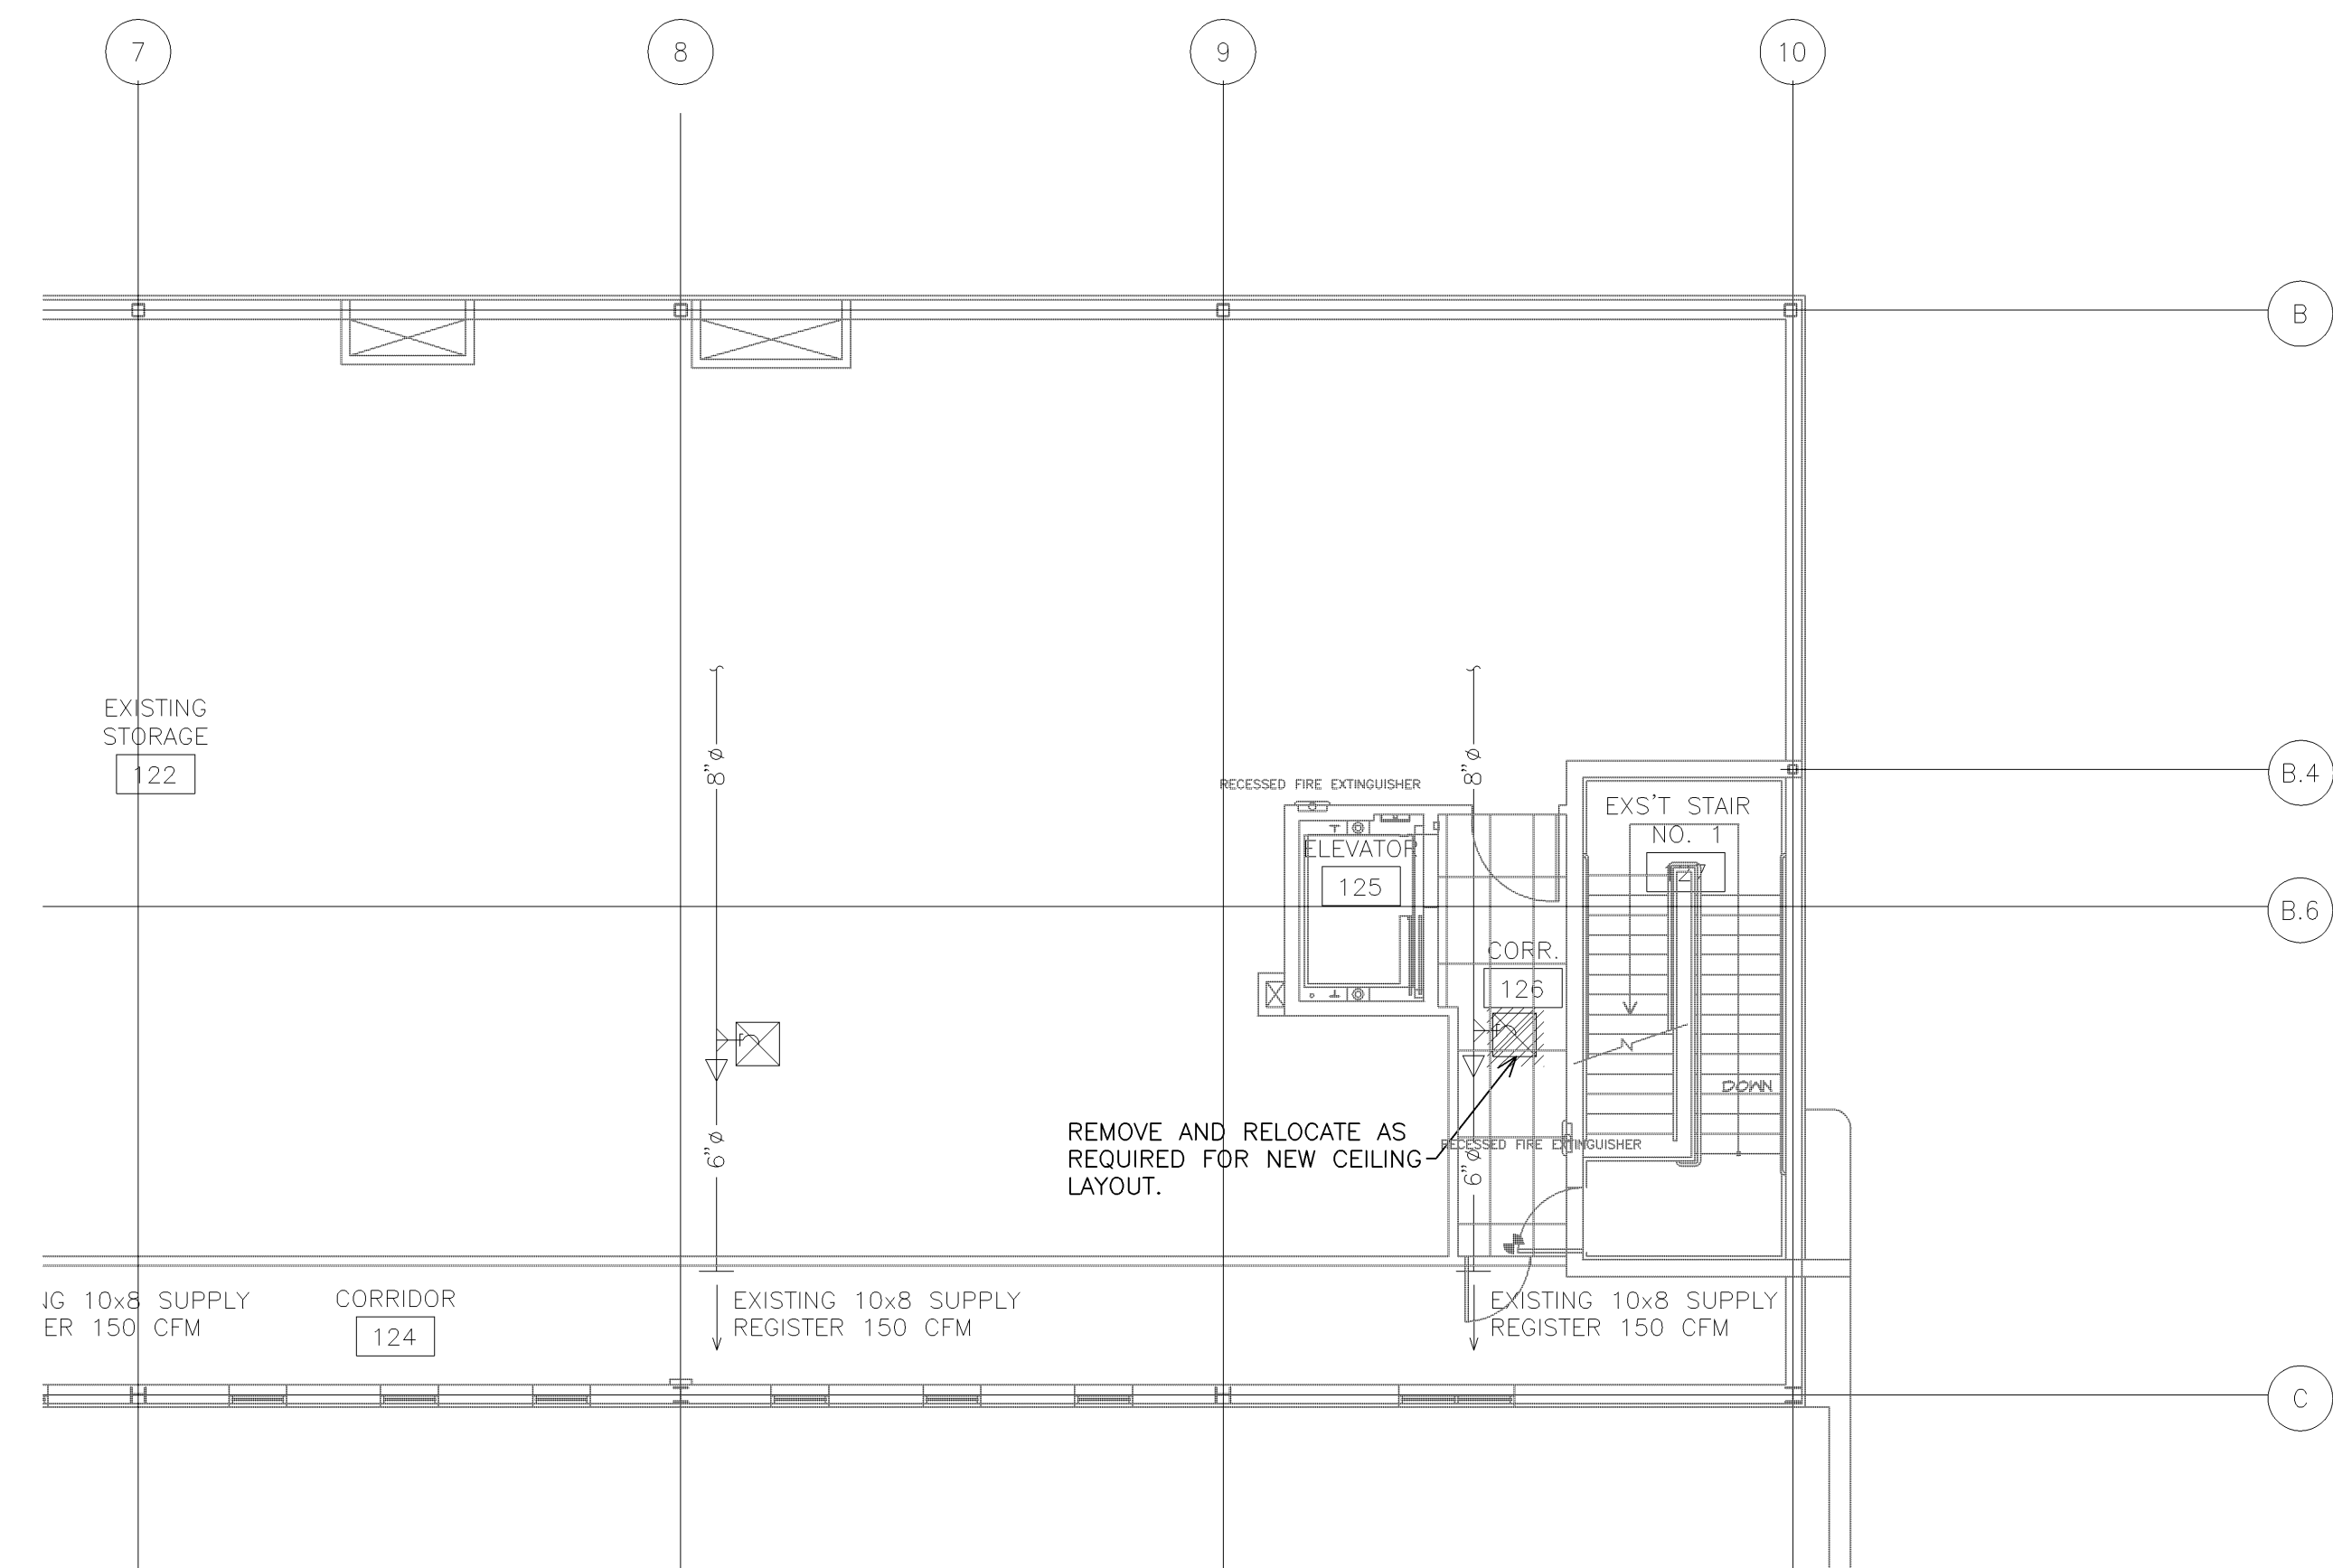 7
8
9
10
B
EXISTING
STORAGE
122
8"ø
8"ø
B.4
RECESSED FIRE EXTINGUISHER
EXS'T STAIR
NO. 1
ELEVATOR
125
B.6
CORR.
126
DOWN
REMOVE AND RELOCATE AS
REQUIRED FOR NEW CEILING
LAYOUT.
6"ø
RECESSED FIRE EXTINGUISHER
6"ø
10x8 SUPPLY
150 CFM
CORRIDOR
124
EXISTING 10x8 SUPPLY
REGISTER 150 CFM
EXISTING 10x8 SUPPLY
REGISTER 150 CFM
C